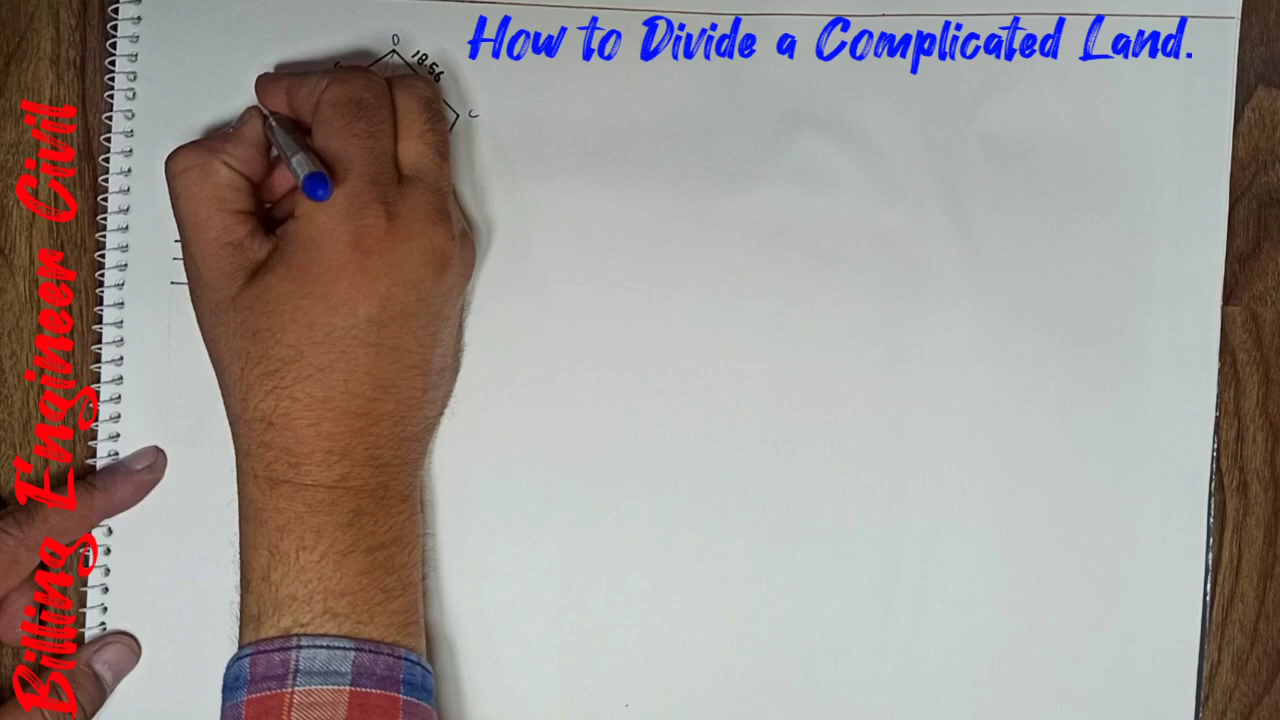 How to Divide a Complicated Land.
D
18.56
C
Billing Engineer Civil